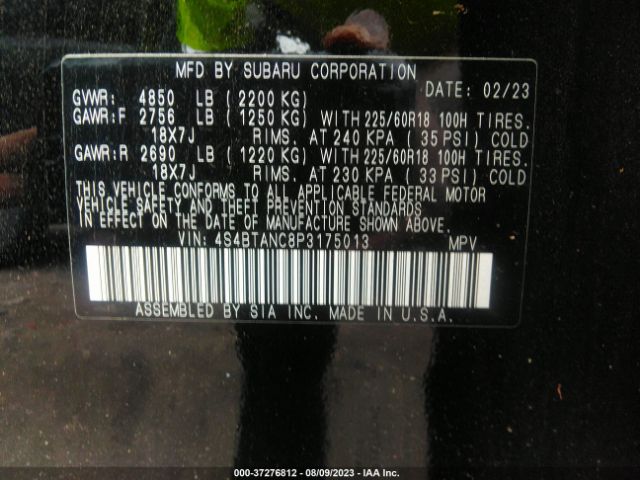 MFD BY SUBARU CORPORATION
DATE: 02/23
GVWR: 4850 LB (2200 KG)
GAWR:F 2756 LB (1250 KG) WITH 225/60R18 100H TIRES.
18X7J RIMS. AT 240 KPA (35 PSI) COLD
GAWR:R 2690 LB (1220 KG) WITH 225/60R18 100H TIRES.
18X7J RIMS. AT 230 KPA (33 PSI) COLD
THIS VEHICLE CONFORMS TO ALL APPLICABLE FEDERAL MOTOR
VEHICLE SAFETY AND THEFT PREVENTION STANDARDS
IN EFFECT ON THE DATE OF MANUFACTURE SHOWN ABOVE.
VIN: 4S4BTANC8P3175013 MPV
ASSEMBLED BY SIA INC. MADE IN U.S.A.
000-37276812 - 08/09/2023 - IAA Inc.